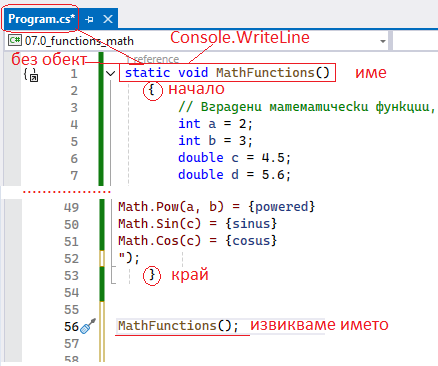 Program.cs*
Console.WriteLine
C# 07.0_functions_math
без обект
1 reference
1 static void MathFunctions() име
2 { начало
3 // Вградени математически функции,
4 int a = 2;
5 int b = 3;
6 double c = 4.5;
7 double d = 5.6;
49 Math.Pow(a, b) = {powered}
50 Math.Sin(c) = {sinus}
51 Math.Cos(c) = {cosus}
52 ");
53 } край
54
55
56 MathFunctions(); извикваме името
57
58